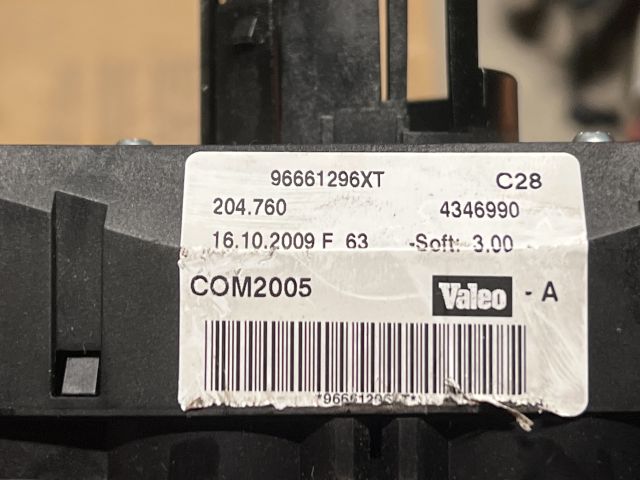 96661296XT C28
204.760 4346990
16.10.2009 F 63 -Soft: 3.00
COM2005 Valeo - A